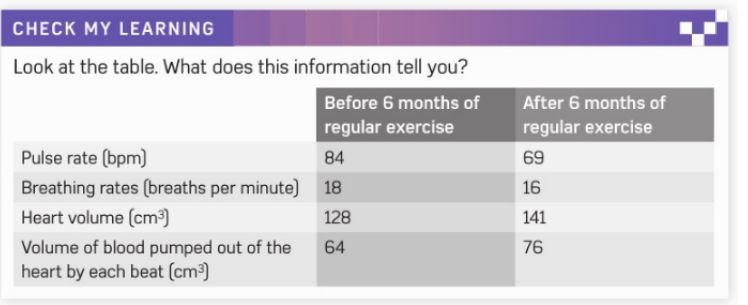 CHECK MY LEARNING
Look at the table. What does this information tell you?
Before 6 months of regular exercise After 6 months of regular exercise
Pulse rate (bpm) 84 69
Breathing rates (breaths per minute) 18 16
Heart volume (cm³) 128 141
Volume of blood pumped out of the heart by each beat (cm³) 64 76